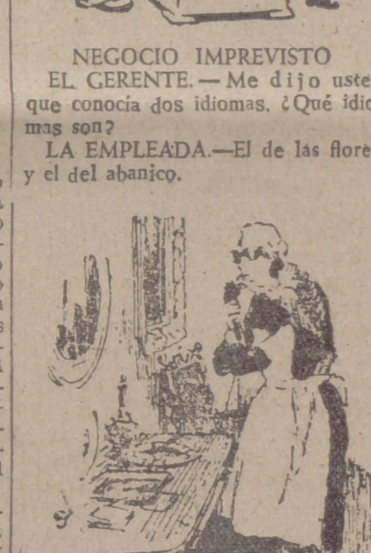 NEGOCIO IMPREVISTO
EL GERENTE.—Me dijo uste
que conocía dos idiomas. ¿Qué idio
mas son?
LA EMPLEADA.—El de las flore
y el del abanico.